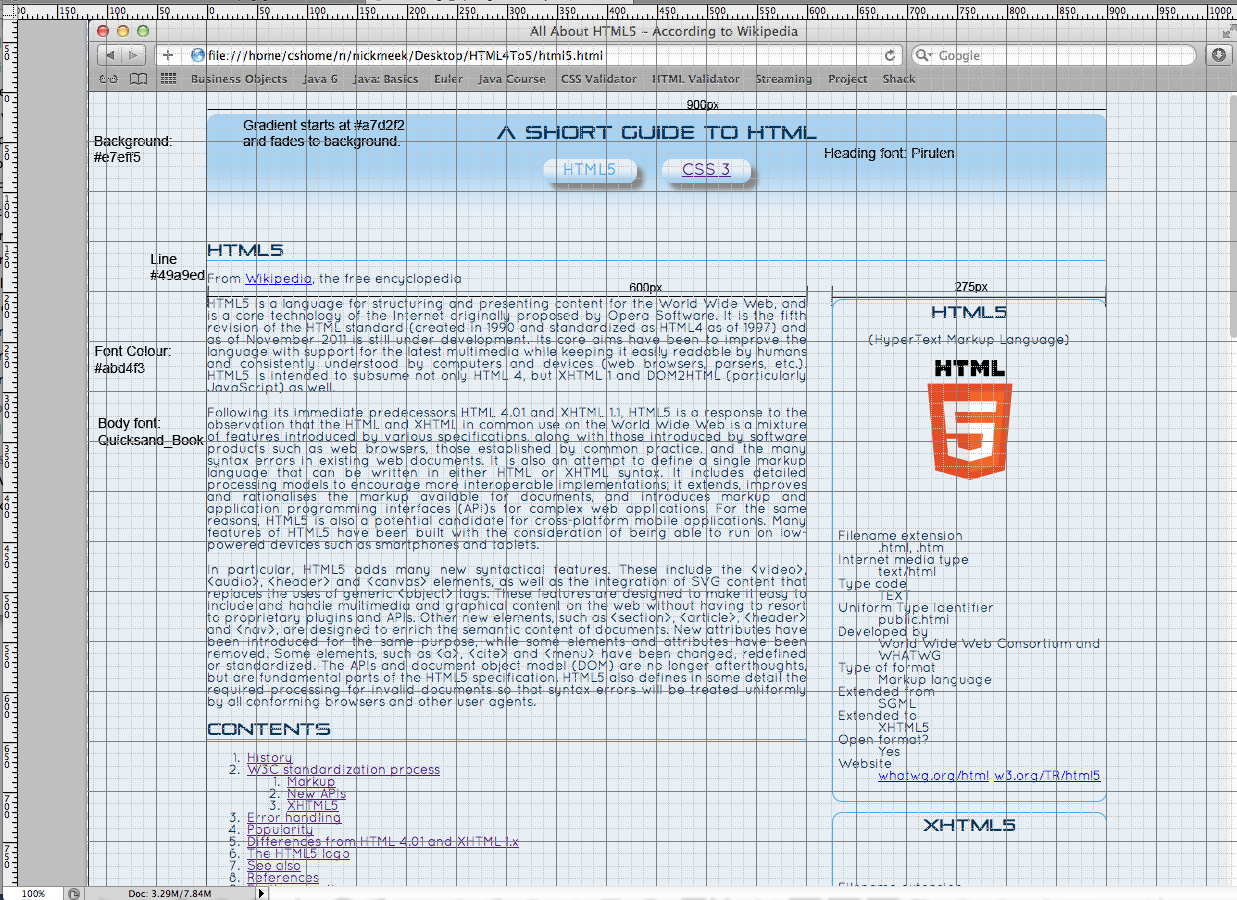 All About HTML5 ~ According to Wikipedia
file:///home/cshome/n/nickmeek/Desktop/HTML4To5/html5.html
Google
Business Objects Java 6 Java: Basics Euler Java Course CSS Validator HTML Validator Streaming Project Shack
900px
Gradient starts at #a7d2f2
and fades to background.
A SHORT GUIDE TO HTML
Background:
#e7eff5
Heading font: Pirulen
HTML5 CSS 3
HTML5
Line
#49a9ed
From Wikipedia, the free encyclopedia
600px
275px
HTML5 is a language for structuring and presenting content for the World Wide Web, and
is a core technology of the Internet originally proposed by Opera Software. It is the fifth
revision of the HTML standard (created in 1990 and standardized as HTML4 as of 1997) and
as of November 2011 is still under development. Its core aims have been to improve the
language with support for the latest multimedia while keeping it easily readable by humans
and consistently understood by computers and devices (web browsers, parsers, etc.).
HTML5 is intended to subsume not only HTML 4, but XHTML 1 and DOM2HTML (particularly
JavaScript) as well.
Font Colour:
#abd4f3
Body font:
Quicksand_Book
Following its immediate predecessors HTML 4.01 and XHTML 1.1, HTML5 is a response to the
observation that the HTML and XHTML in common use on the World Wide Web is a mixture
of features introduced by various specifications, along with those introduced by software
products such as web browsers, those established by common practice, and the many
syntax errors in existing web documents. It is also an attempt to define a single markup
language that can be written in either HTML or XHTML syntax. It includes detailed
processing models to encourage more interoperable implementations; it extends, improves
and rationalises the markup available for documents, and introduces markup and
application programming interfaces (APi)s for complex web applications. For the same
reasons, HTML5 is also a potential candidate for cross-platform mobile applications. Many
features of HTML5 have been built with the consideration of being able to run on low-
powered devices such as smartphones and tablets.
In particular, HTML5 adds many new syntactical features. These include the <video>,
<audio>, <header> and <canvas> elements, as well as the integration of SVG content that
replaces the uses of generic <object> tags. These features are designed to make it easy to
include and handle multimedia and graphical content on the web without having to resort
to proprietary plugins and APIs. Other new elements, such as <section>, <article>, <header>
and <nav>, are designed to enrich the semantic content of documents. New attributes have
been introduced for the same purpose, while some elements and attributes have been
removed. Some elements, such as <a>, <cite> and <menu> have been changed, redefined
or standardized. The APIs and document object model (DOM) are no longer afterthoughts,
but are fundamental parts of the HTML5 specification. HTML5 also defines in some detail the
required processing for invalid documents so that syntax errors will be treated uniformly
by all conforming browsers and other user agents.
CONTENTS
1. History
2. W3C standardization process
1. Markup
2. New APIs
3. XHTML5
3. Error handling
4. Popularity
5. Differences from HTML 4.01 and XHTML 1.x
6. The HTML5 logo
7. See also
8. References
HTML5
(HyperText Markup Language)
HTML
5
Filename extension
.html, .htm
Internet media type
text/html
Type code
TEXT
Uniform Type Identifier
public.html
Developed by
World Wide Web Consortium and
WHATWG
Type of format
Markup language
Extended from
SGML
Extended to
XHTML5
Open format?
Yes
Website
whatwg.org/html w3.org/TR/html5
XHTML5
Filename extension
100%
Doc: 3.29M/7.84M